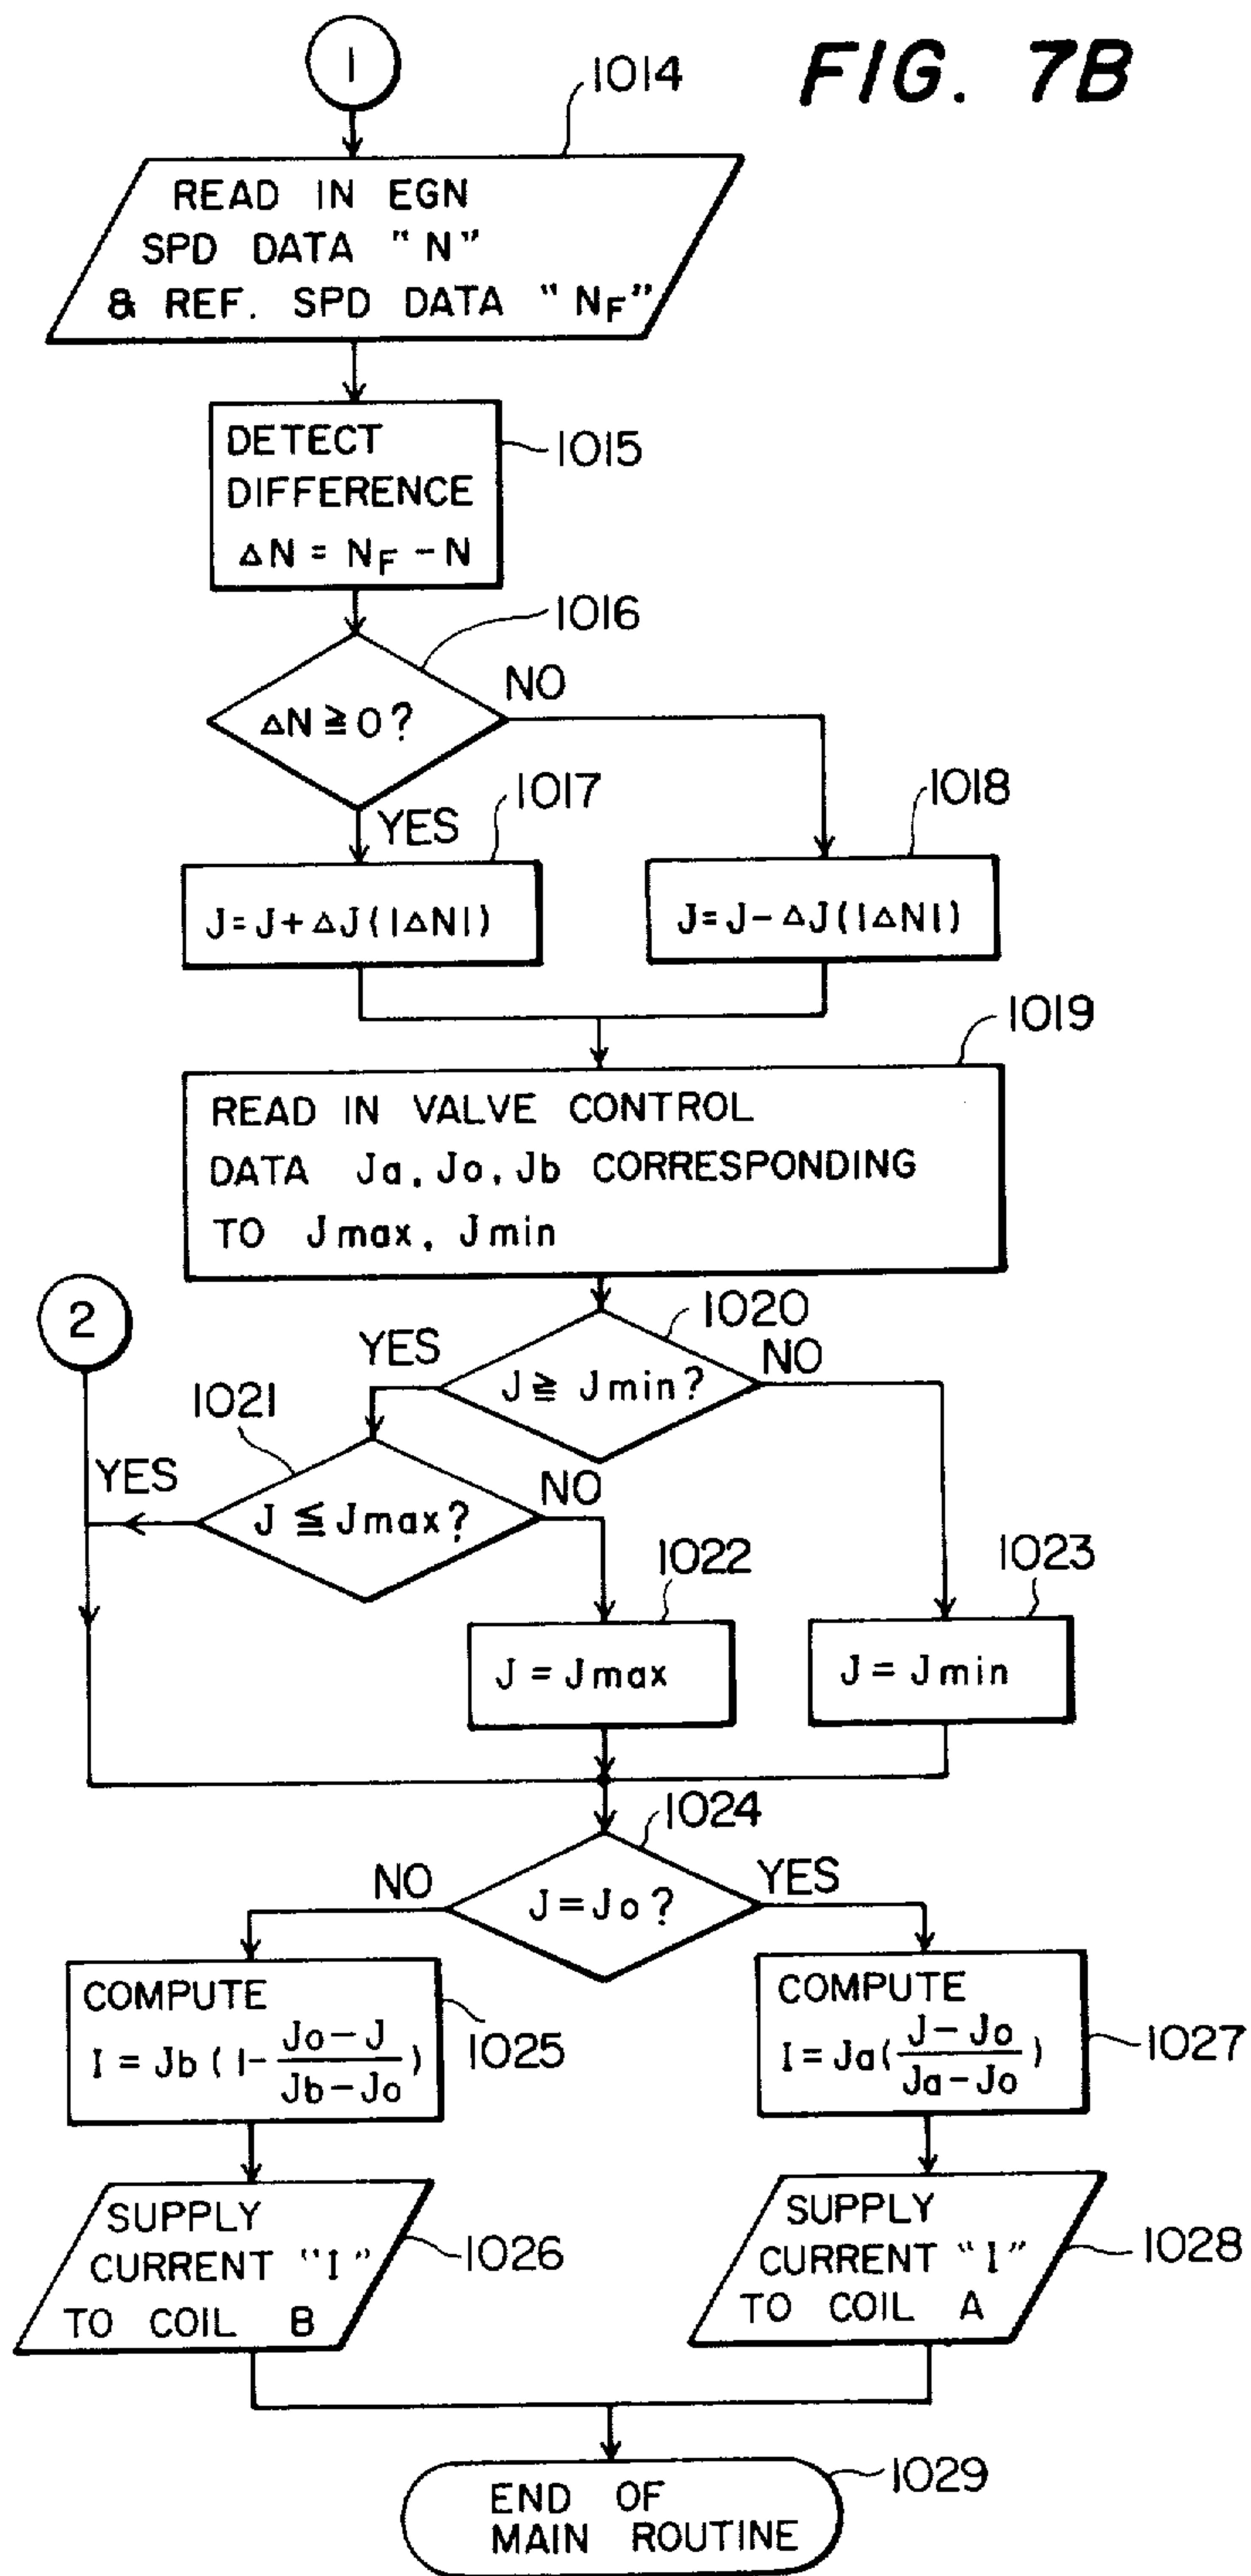 FIG. 7B
1
1014
READ IN EGN
SPD DATA "N"
& REF. SPD DATA "NF"
1015
DETECT
DIFFERENCE
ΔN = NF - N
1016
ΔN ≧ 0?
NO
YES
1017
J=J+ΔJ(|ΔN|)
1018
J=J-ΔJ(|ΔN|)
1019
READ IN VALVE CONTROL
DATA Ja, Jo, Jb CORRESPONDING
TO Jmax, Jmin
2
1020
YES
J ≧ Jmin?
NO
1021
YES
J ≦ Jmax?
NO
1022
J = Jmax
1023
J = Jmin
1024
NO
J = Jo?
YES
COMPUTE
I = Jb (1- Jo-J / Jb-Jo)
1025
COMPUTE
I = Ja( J-Jo / Ja-Jo)
1027
SUPPLY
CURRENT "I"
TO COIL B
1026
SUPPLY
CURRENT "I"
TO COIL A
1028
END OF
MAIN ROUTINE
1029